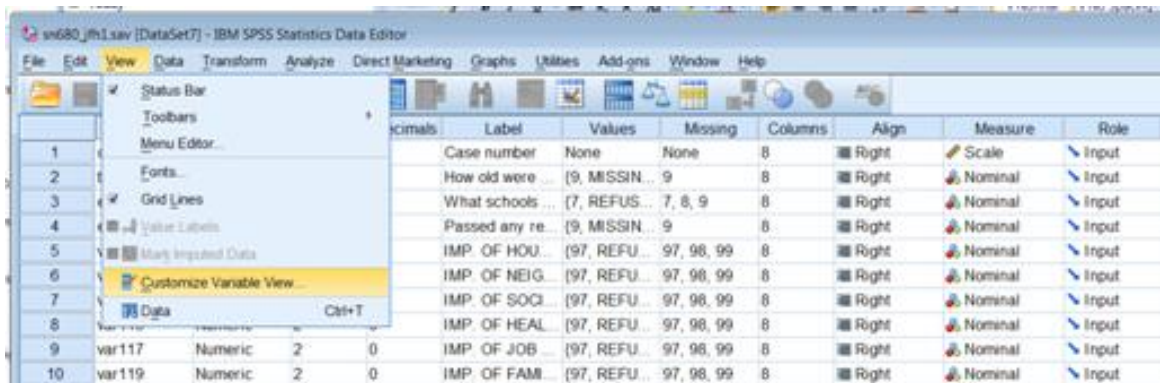 sn680_jfh1.sav [DataSet7] - IBM SPSS Statistics Data Editor
File Edit View Data Transform Analyze Direct Marketing Graphs Utilities Add-ons Window Help
Status Bar
Toolbars
Menu Editor...
Fonts...
Grid Lines
Value Labels
Mark Imputed Data
Customize Variable View...
Data Ctrl+T
ecimals Label Values Missing Columns Align Measure Role
1 Case number None None 8 Right Scale Input
2 How old were ... {9, MISSIN... 9 8 Right Nominal Input
3 What schools ... {7, REFUS... 7, 8, 9 8 Right Nominal Input
4 Passed any re... {9, MISSIN... 9 8 Right Nominal Input
5 IMP. OF HOU... {97, REFU... 97, 98, 99 8 Right Nominal Input
6 IMP. OF NEIG... {97, REFU... 97, 98, 99 8 Right Nominal Input
7 IMP. OF SOCI... {97, REFU... 97, 98, 99 8 Right Nominal Input
8 IMP. OF HEAL... {97, REFU... 97, 98, 99 8 Right Nominal Input
9 var117 Numeric 2 0 IMP. OF JOB ... {97, REFU... 97, 98, 99 8 Right Nominal Input
10 var119 Numeric 2 0 IMP. OF FAMI... {97, REFU... 97, 98, 99 8 Right Nominal Input